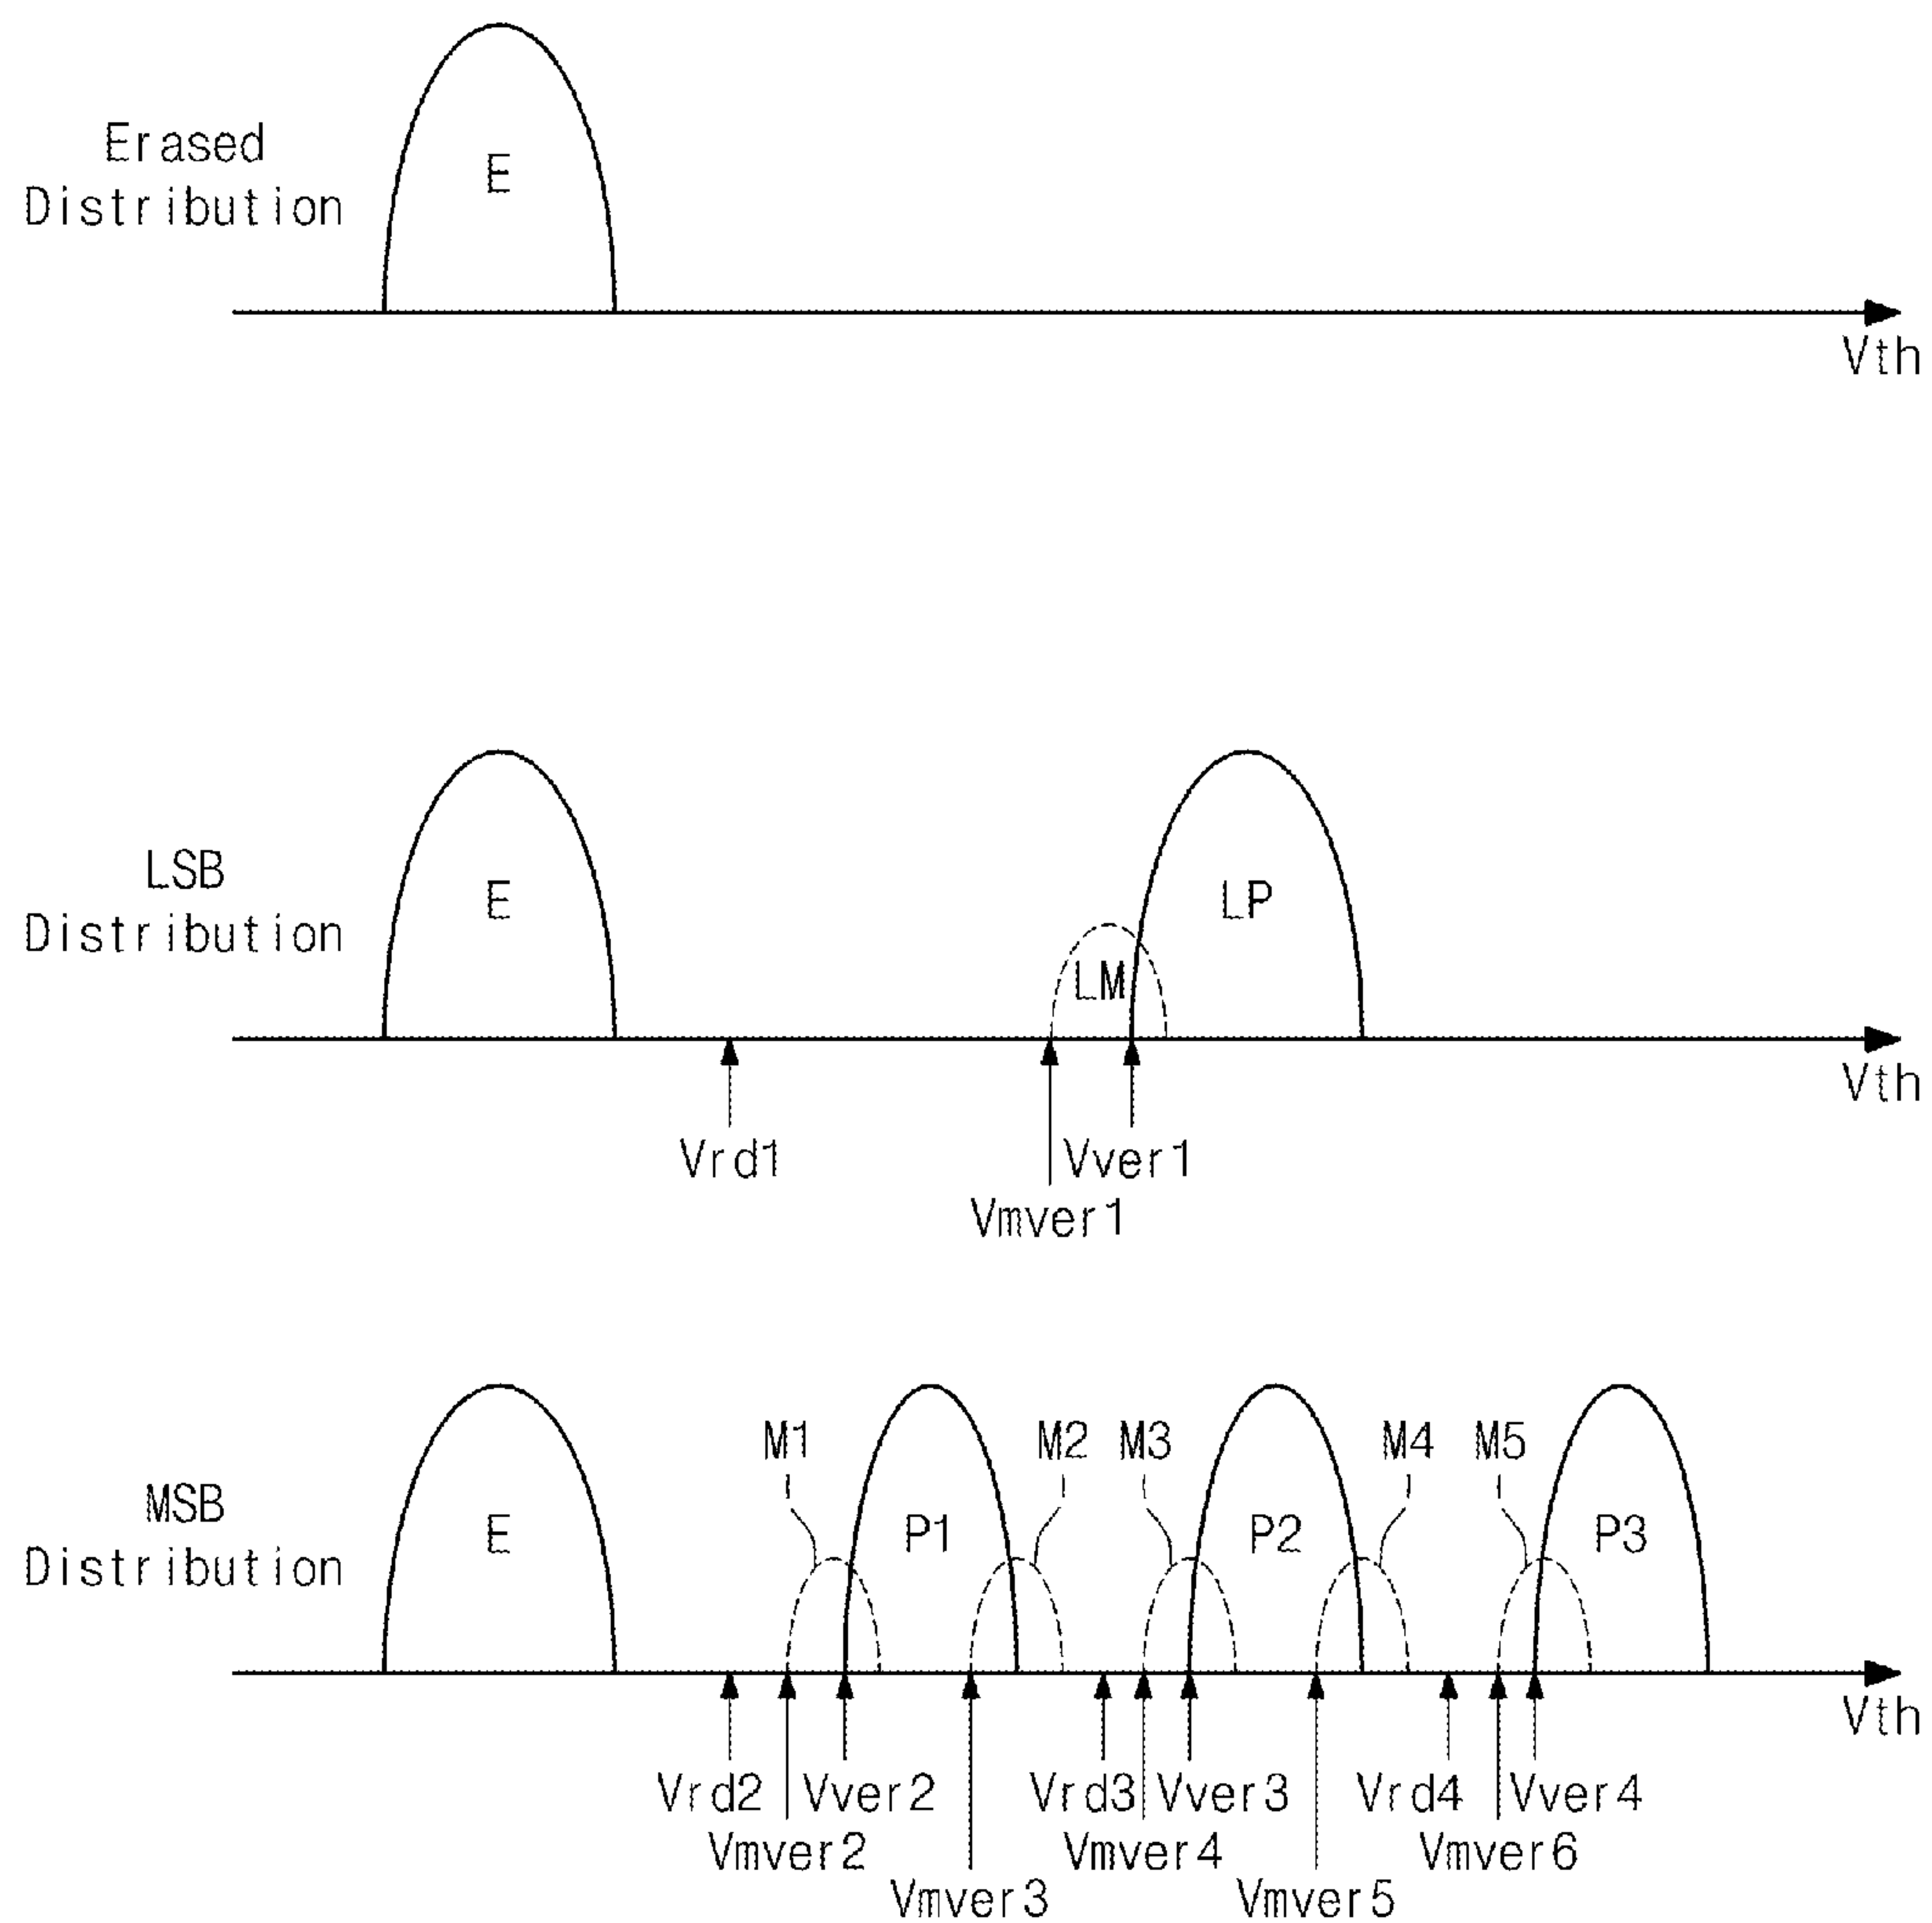 Erased
Distribution
E
Vth
LSB
Distribution
E
LM
LP
Vth
Vrd1
Vver1
Vmver1
MSB
Distribution
E
M1
P1
M2
M3
P2
M4
M5
P3
Vth
Vrd2
Vver2
Vrd3
Vver3
Vrd4
Vver4
Vmver2
Vmver4
Vmver6
Vmver3
Vmver5